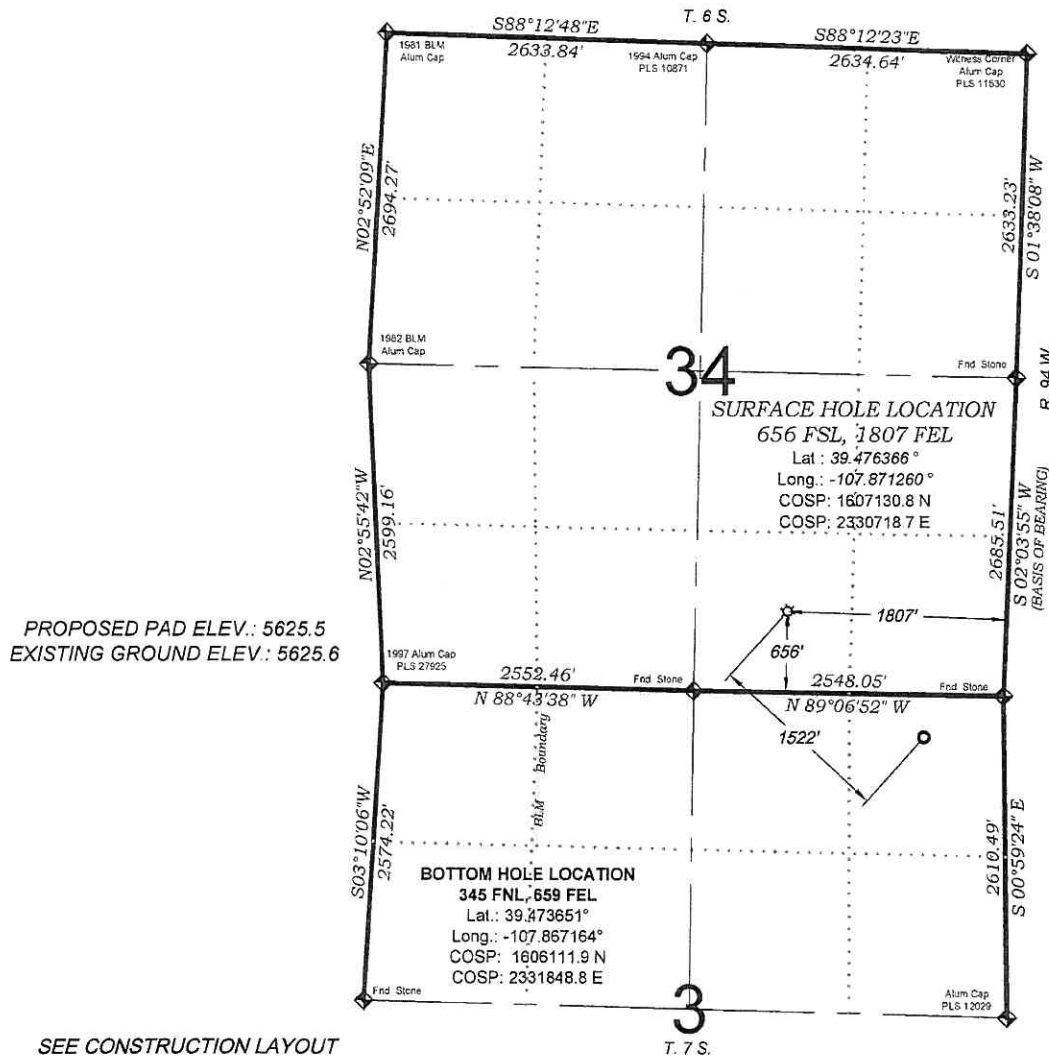 T. 6 S.
S88°12'48"E
2633.84'
S88°12'23"E
2634.64'
1981 BLM
Alum Cap
1994 Alum Cap
PLS 10871
Witness Corner
Alum Cap
PLS 11530
N02°52'09"E
2694.27'
2633.23'
S 01°38'08" W
1982 BLM
Alum Cap
34
Fnd Stone
R. 94 W.
SURFACE HOLE LOCATION
656 FSL, 1807 FEL
Lat : 39.476366 °
Long.: -107.871260 °
COSP: 1607130.8 N
COSP: 2330718.7 E
N02°55'42"W
2599.16'
2685.51'
S 02°03'55" W
(BASIS OF BEARING)
1807'
656'
PROPOSED PAD ELEV.: 5625.5
EXISTING GROUND ELEV.: 5625.6
1997 Alum Cap
PLS 27925
2552.46'
N 88°43'38" W
Fnd Stone
2548.05'
N 89°06'52" W
Fnd Stone
BLM Boundary
1522'
S03°10'06"W
2574.22'
2610.49'
S 00°59'24" E
BOTTOM HOLE LOCATION
345 FNL, 659 FEL
Lat.: 39.473651°
Long.: -107.867164°
COSP: 1606111.9 N
COSP: 2331848.8 E
Fnd Stone
3
Alum Cap
PLS 12029
SEE CONSTRUCTION LAYOUT
T. 7 S.